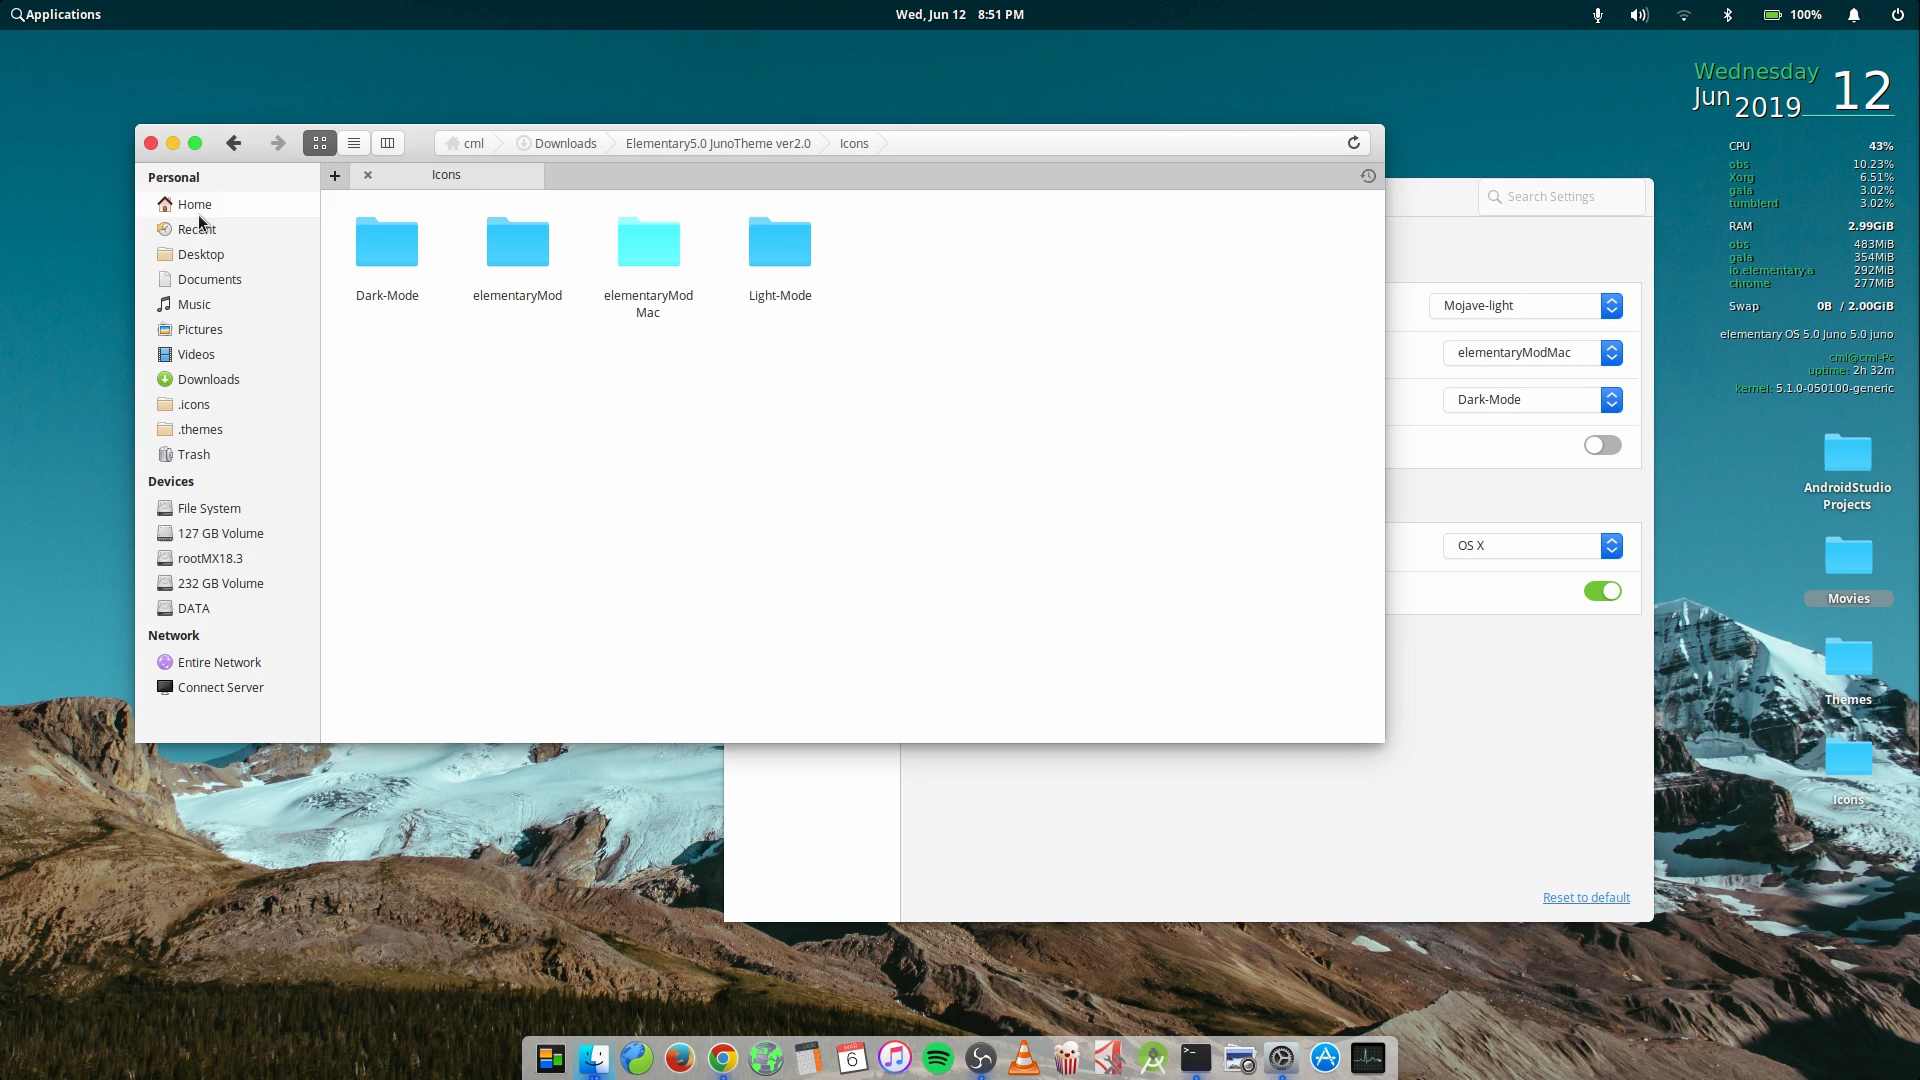 Applications
Wed, Jun 12 8:51 PM
100%
Wednesday
Jun 2019 12
CPU 43%
obs 10.23%
Xorg 6.51%
gala 3.02%
tumblerd 3.02%
RAM 2.99GiB
obs 483MiB
gala 354MiB
io.elementary.a 292MiB
chrome 277MiB
Swap 0B / 2.00GiB
elementary OS 5.0 Juno 5.0 juno
cml@cml-Pc
uptime: 2h 32m
kernel: 5.1.0-050100-generic
cml Downloads Elementary5.0 JunoTheme ver2.0 Icons
Icons
Personal
Home
Recent
Desktop
Documents
Music
Pictures
Videos
Downloads
.icons
.themes
Trash
Devices
File System
127 GB Volume
rootMX18.3
232 GB Volume
DATA
Network
Entire Network
Connect Server
Dark-Mode
elementaryMod
elementaryMod
Mac
Light-Mode
Search Settings
Mojave-light
elementaryModMac
Dark-Mode
OS X
Reset to default
AndroidStudio
Projects
Movies
Themes
Icons
6